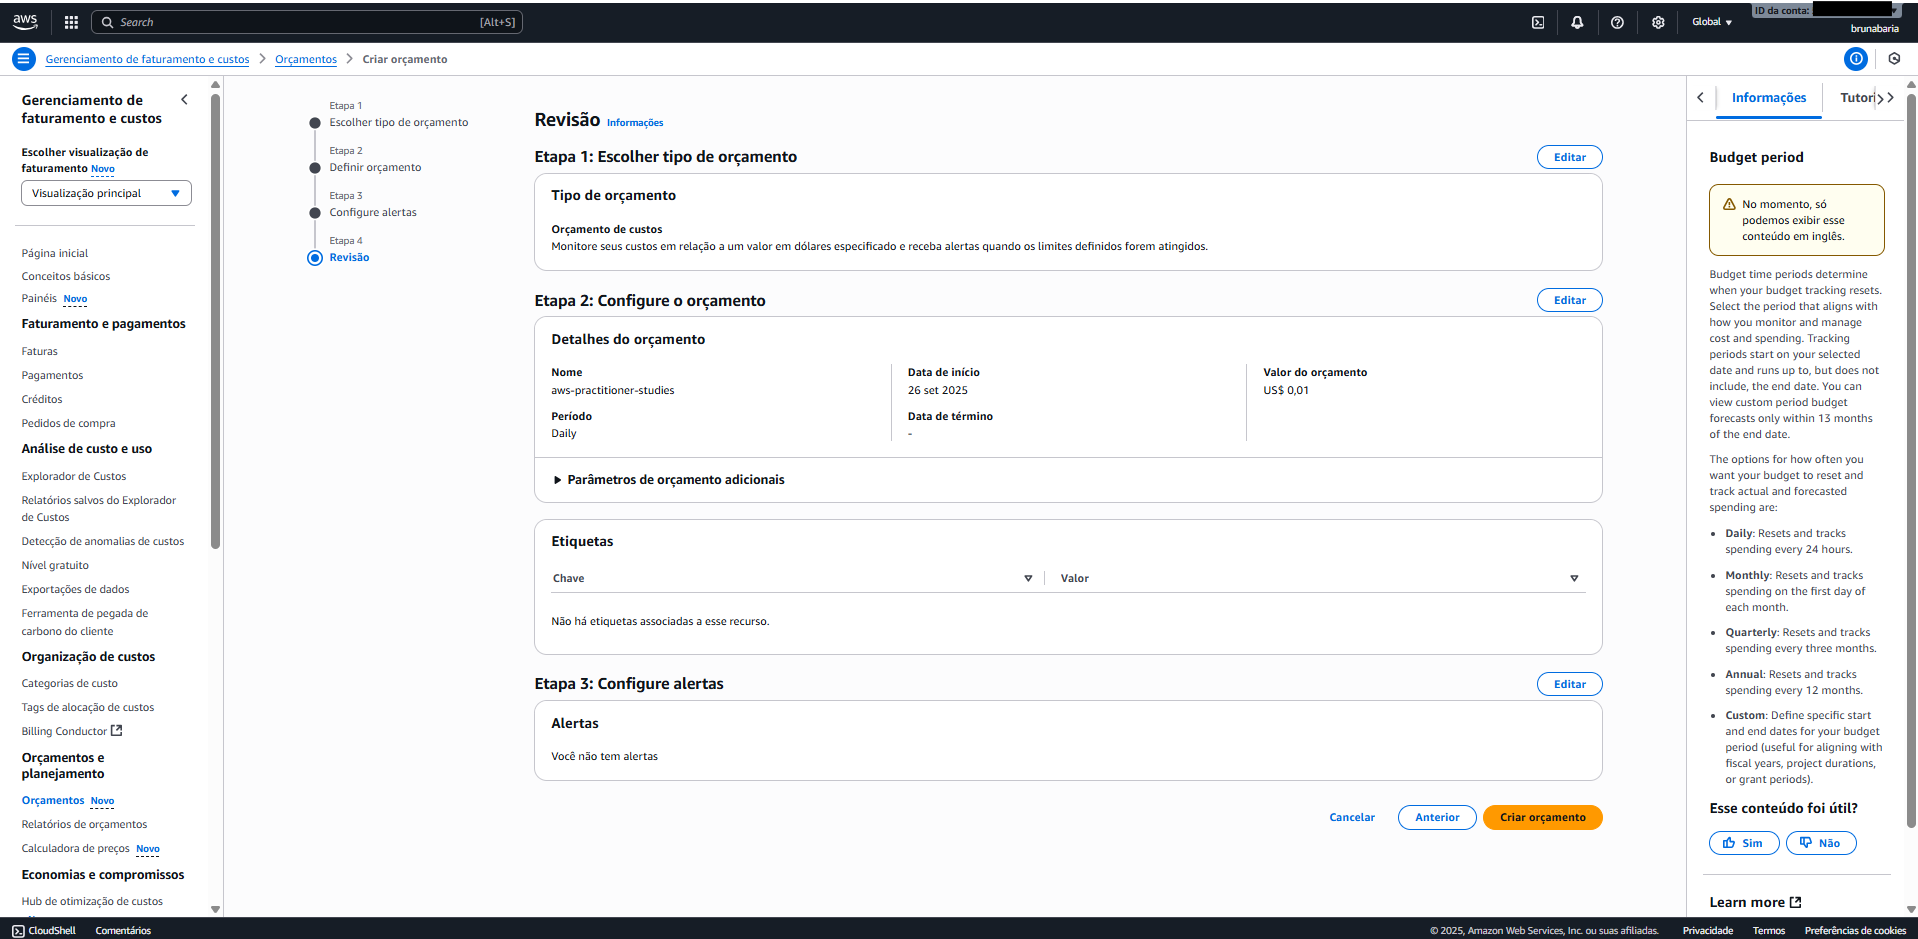 aws
Search
[Alt+S]
Global
ID da conta:
brunabaria
Gerenciamento de faturamento e custos
Orçamentos
Criar orçamento
Gerenciamento de
faturamento e custos
Escolher visualização de
faturamento Novo
Visualização principal
Página inicial
Conceitos básicos
Painéis Novo
Faturamento e pagamentos
Faturas
Pagamentos
Créditos
Pedidos de compra
Análise de custo e uso
Explorador de Custos
Relatórios salvos do Explorador
de Custos
Detecção de anomalias de custos
Nível gratuito
Exportações de dados
Ferramenta de pegada de
carbono do cliente
Organização de custos
Categorias de custo
Tags de alocação de custos
Billing Conductor
Orçamentos e
planejamento
Orçamentos Novo
Relatórios de orçamentos
Calculadora de preços Novo
Economias e compromissos
Hub de otimização de custos
Etapa 1
Escolher tipo de orçamento
Etapa 2
Definir orçamento
Etapa 3
Configure alertas
Etapa 4
Revisão
Revisão Informações
Etapa 1: Escolher tipo de orçamento
Editar
Tipo de orçamento
Orçamento de custos
Monitore seus custos em relação a um valor em dólares especificado e receba alertas quando os limites definidos forem atingidos.
Etapa 2: Configure o orçamento
Editar
Detalhes do orçamento
Nome
aws-practitioner-studies
Período
Daily
Data de início
26 set 2025
Data de término
-
Valor do orçamento
US$ 0,01
Parâmetros de orçamento adicionais
Etiquetas
Chave
Valor
Não há etiquetas associadas a esse recurso.
Etapa 3: Configure alertas
Editar
Alertas
Você não tem alertas
Cancelar
Anterior
Criar orçamento
Informações
Tutori
Budget period
No momento, só
podemos exibir esse
conteúdo em inglês.
Budget time periods determine
when your budget tracking resets.
Select the period that aligns with
how you monitor and manage
cost and spending. Tracking
periods start on your selected
date and runs up to, but does not
include, the end date. You can
view custom period budget
forecasts only within 13 months
of the end date.
The options for how often you
want your budget to reset and
track actual and forecasted
spending are:
• Daily: Resets and tracks
spending every 24 hours.
• Monthly: Resets and tracks
spending on the first day of
each month.
• Quarterly: Resets and tracks
spending every three months.
• Annual: Resets and tracks
spending every 12 months.
• Custom: Define specific start
and end dates for your budget
period (useful for aligning with
fiscal years, project durations,
or grant periods).
Esse conteúdo foi útil?
Sim
Não
Learn more
CloudShell
Comentários
© 2025, Amazon Web Services, Inc. ou suas afiliadas.
Privacidade
Termos
Preferências de cookies